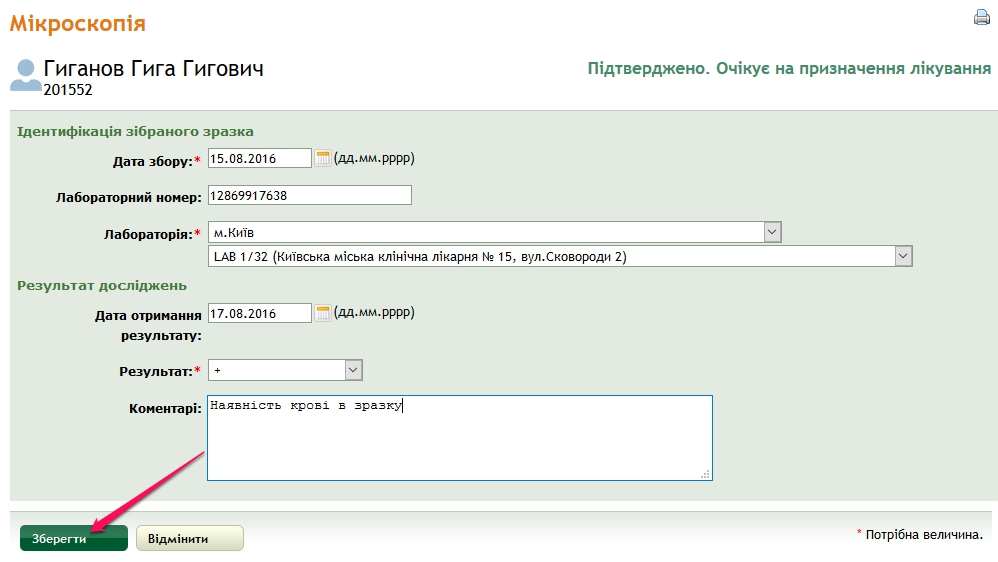 Мікроскопія
Гиганов Гига Гигович
201552
Підтверджено. Очікує на призначення лікування
Ідентифікація зібраного зразка
Дата збору:* 15.08.2016 (дд.мм.рррр)
Лабораторний номер: 12869917638
Лабораторія:* м.Київ
LAB 1/32 (Київська міська клінічна лікарня № 15, вул.Сковороди 2)
Результат досліджень
Дата отримання результату: 17.08.2016 (дд.мм.рррр)
Результат:* +
Коментарі: Наявність крові в зразку
Зберегти Відмінити * Потрібна величина.